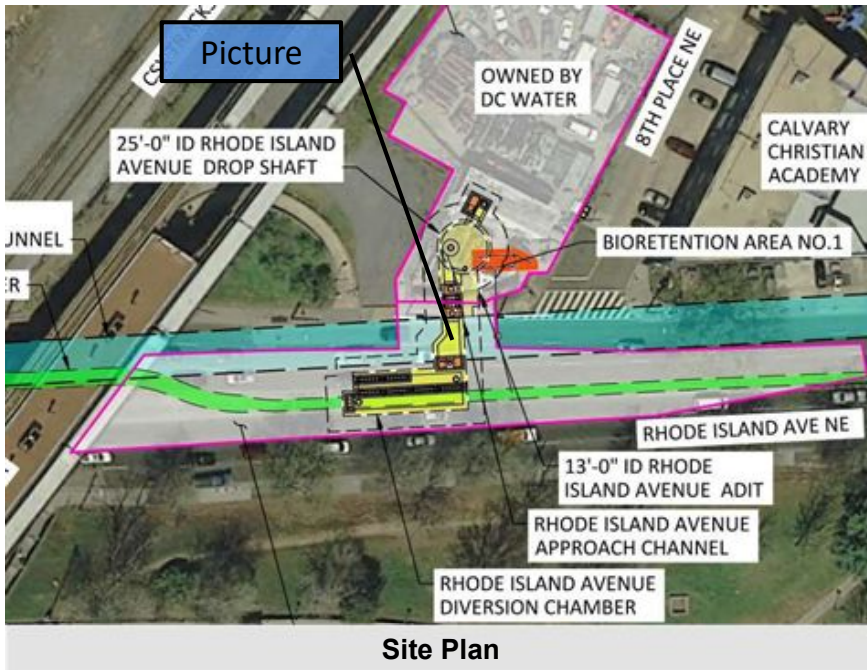 Picture
CSX TRACKS
OWNED BY
DC WATER
8TH PLACE NE
25'-0" ID RHODE ISLAND
AVENUE DROP SHAFT
CALVARY
CHRISTIAN
ACADEMY
UNNEL
ER
BIORETENTION AREA NO.1
RHODE ISLAND AVE NE
13'-0" ID RHODE
ISLAND AVENUE ADIT
RHODE ISLAND AVENUE
APPROACH CHANNEL
RHODE ISLAND AVENUE
DIVERSION CHAMBER
Site Plan